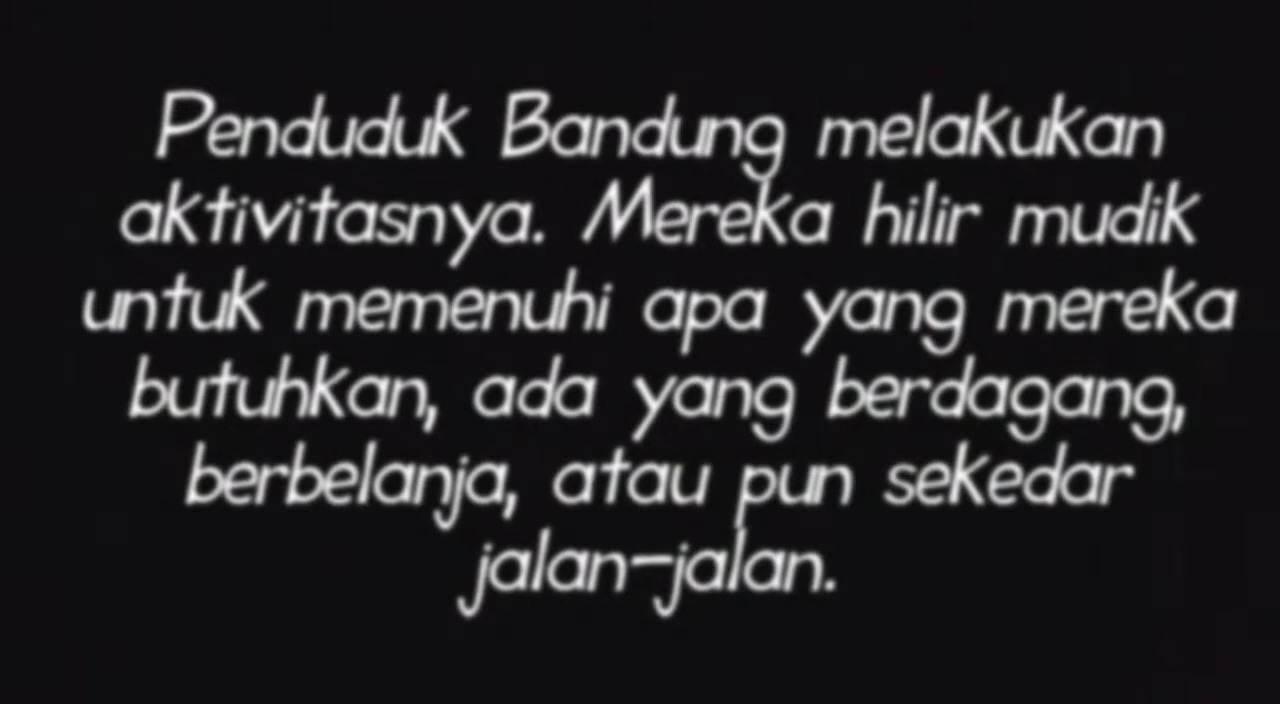 Penduduk Bandung melakukan
aktivitasnya. Mereka hilir mudik
untuk memenuhi apa yang mereka
butuhkan, ada yang berdagang,
berbelanja, atau pun sekedar
jalan-jalan.